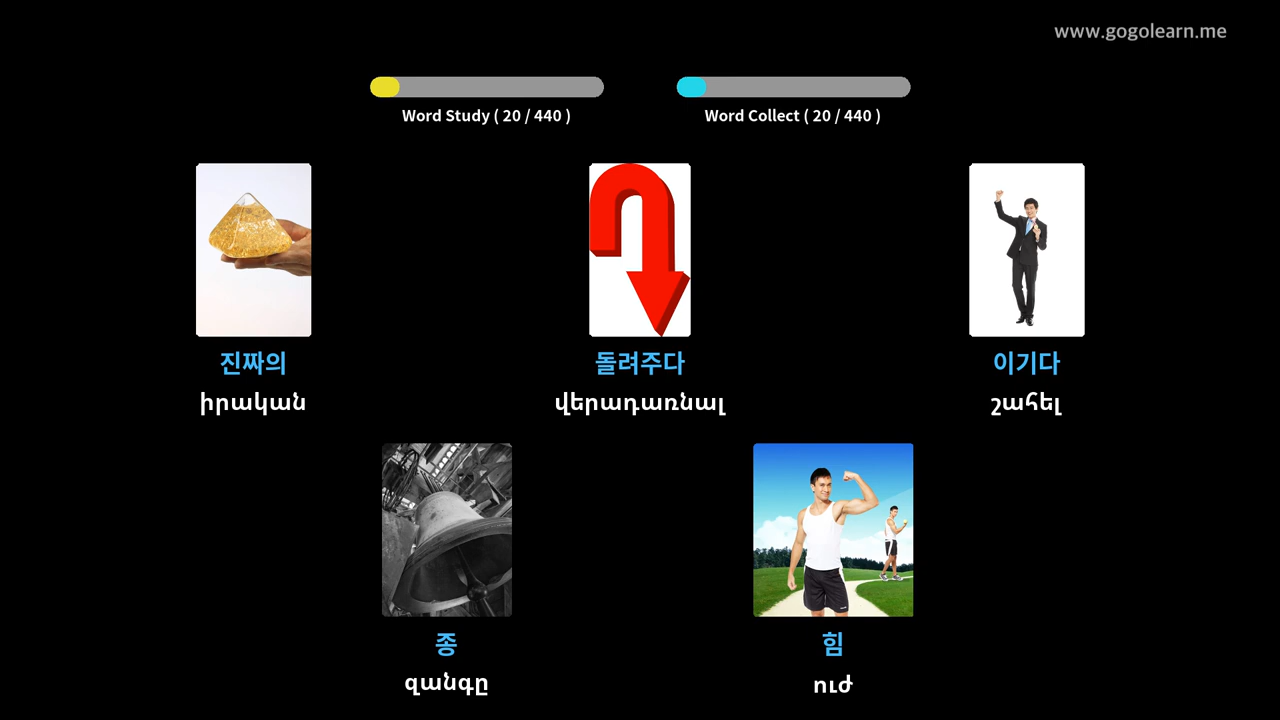 www.gogolearn.me
Word Study ( 20 / 440 )
Word Collect ( 20 / 440 )
진짜의
돌려주다
이기다
իրական
վերադառնալ
շահել
종
힘
զանգը
ուժ